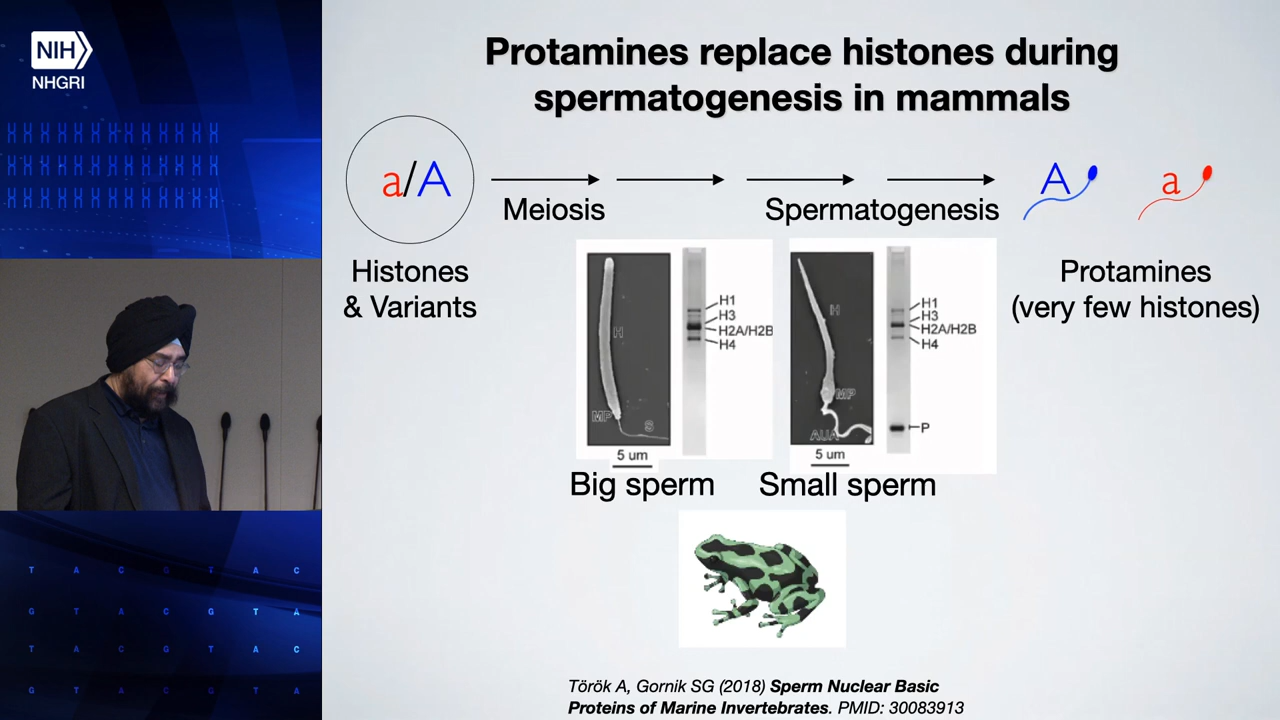 NIH
NHGRI
Protamines replace histones during
spermatogenesis in mammals
a/A
Meiosis
Spermatogenesis
A
a
Histones
& Variants
Protamines
(very few histones)
H
MP
S
5 um
H1
H3
H2A/H2B
H4
H
MP
AUA
5 um
H1
H3
H2A/H2B
H4
P
Big sperm
Small sperm
Török A, Gornik SG (2018) Sperm Nuclear Basic
Proteins of Marine Invertebrates. PMID: 30083913
T A C G T A C
G T A C G T A
T A C G T A C
G T A C G T A